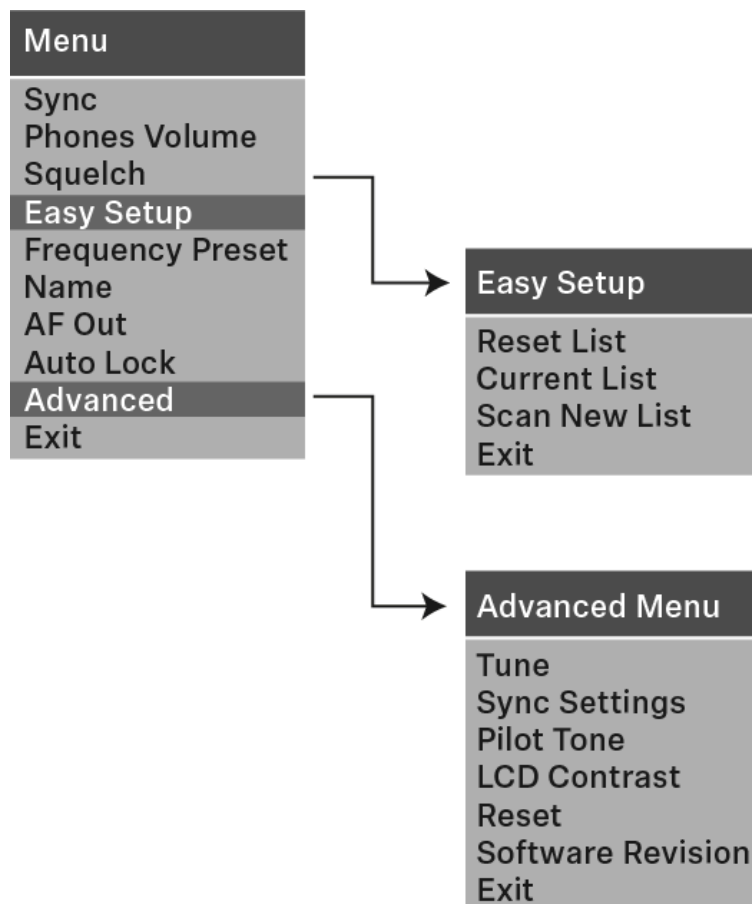 Menu
Sync
Phones Volume
Squelch
Easy Setup
Frequency Preset
Name
AF Out
Auto Lock
Advanced
Exit
Easy Setup
Reset List
Current List
Scan New List
Exit
Advanced Menu
Tune
Sync Settings
Pilot Tone
LCD Contrast
Reset
Software Revision
Exit